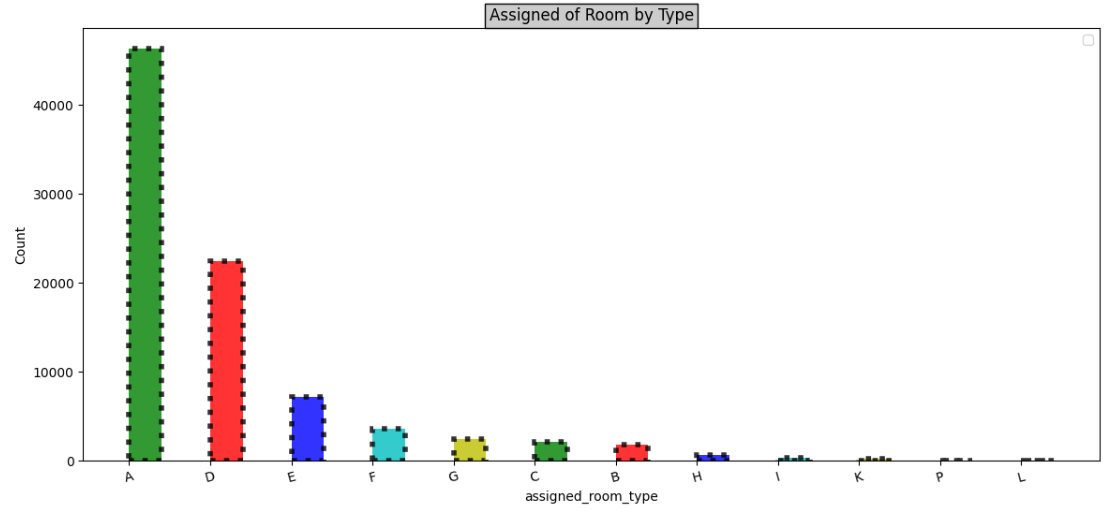 Assigned of Room by Type
40000
30000
20000
10000
0
Count
A D E F G C B H I K P L
assigned_room_type